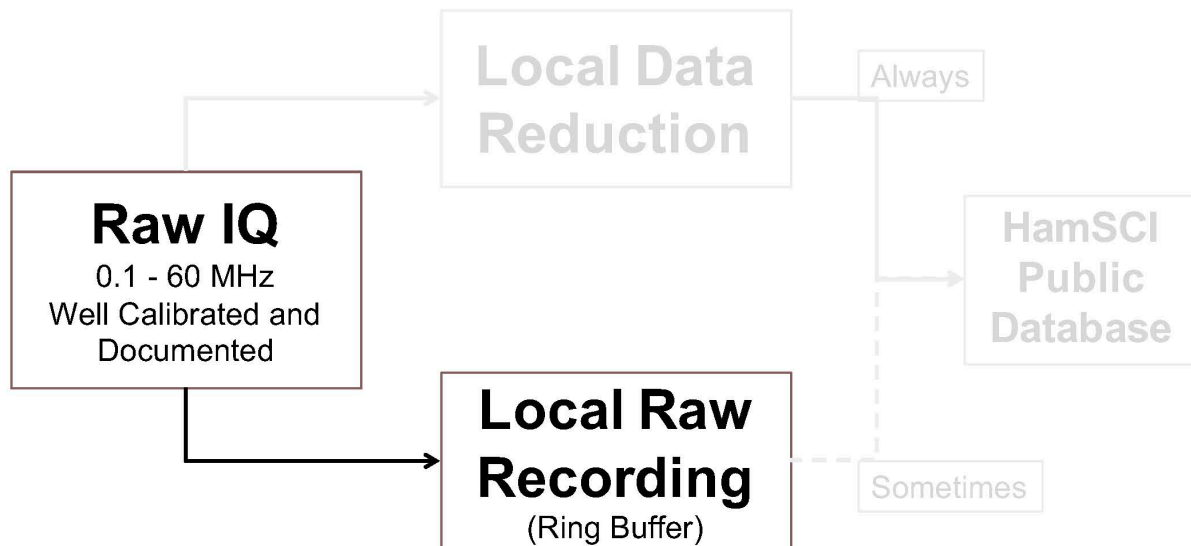 Local Data
Reduction
Always
Raw IQ
0.1 - 60 MHz
Well Calibrated and
Documented
HamSCI
Public
Database
Local Raw
Recording
(Ring Buffer)
Sometimes